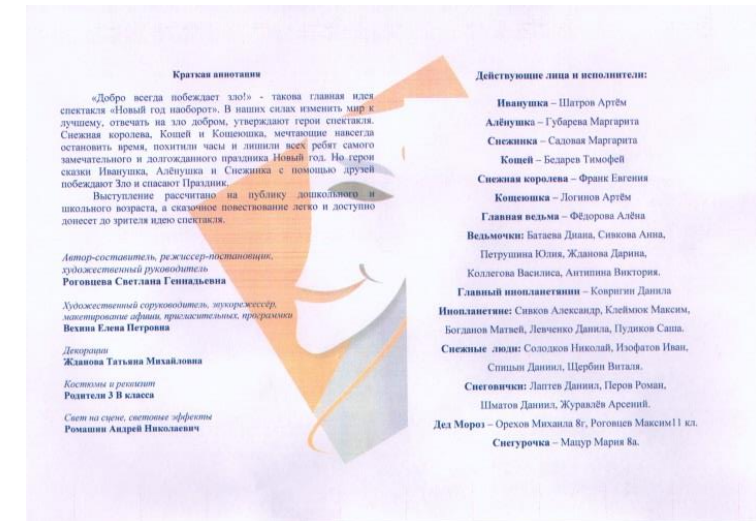 Краткая аннотация
«Добро всегда побеждает зло!» - такова главная идея
спектакля «Новый год наоборот». В наших силах изменить мир к
лучшему, отвечать на зло добром, утверждают герои спектакля.
Снежная королева, Кощей и Кощеюшка, мечтающие навсегда
остановить время, похитили часы и лишили всех ребят самого
замечательного и долгожданного праздника Новый год. Но герои
сказки Иванушка, Алёнушка и Снежинка с помощью друзей
побеждают Зло и спасают Праздник.
Выступление рассчитано на публику дошкольного и
школьного возраста, а сказочное повествование легко и доступно
донесет до зрителя идею спектакля.
Автор-составитель, режиссер-постановщик,
художественный руководитель
Роговцева Светлана Геннадьевна
Художественный соруководитель, звукорежессёр,
макетирование афиши, пригласительных, программки
Вехина Елена Петровна
Декорации
Жданова Татьяна Михайловна
Костюмы и реквизит
Родители 3 В класса
Свет на сцене, световые эффекты
Ромашин Андрей Николаевич
Действующие лица и исполнители:
Иванушка – Шатров Артём
Алёнушка – Губарева Маргарита
Снежинка – Садовая Маргарита
Кощей – Бедарев Тимофей
Снежная королева – Франк Евгения
Кощеюшка – Логинов Артём
Главная ведьма – Фёдорова Алёна
Ведьмочки: Батаева Диана, Сивкова Анна,
Петрушина Юлия, Жданова Дарина,
Коллегова Василиса, Антипина Виктория.
Главный инопланетянин – Ковригин Данила
Инопланетяне: Сивков Александр, Клеймюк Максим,
Богданов Матвей, Левченко Данила, Пудиков Саша.
Снежные люди: Солодков Николай, Изофатов Иван,
Спицын Даниил, Щербин Виталя.
Снеговички: Лаптев Даниил, Перов Роман,
Шматов Даниил, Журавлёв Арсений.
Дед Мороз – Орехов Михаила 8г, Роговцев Максим11 кл.
Снегурочка – Мацур Мария 8а.